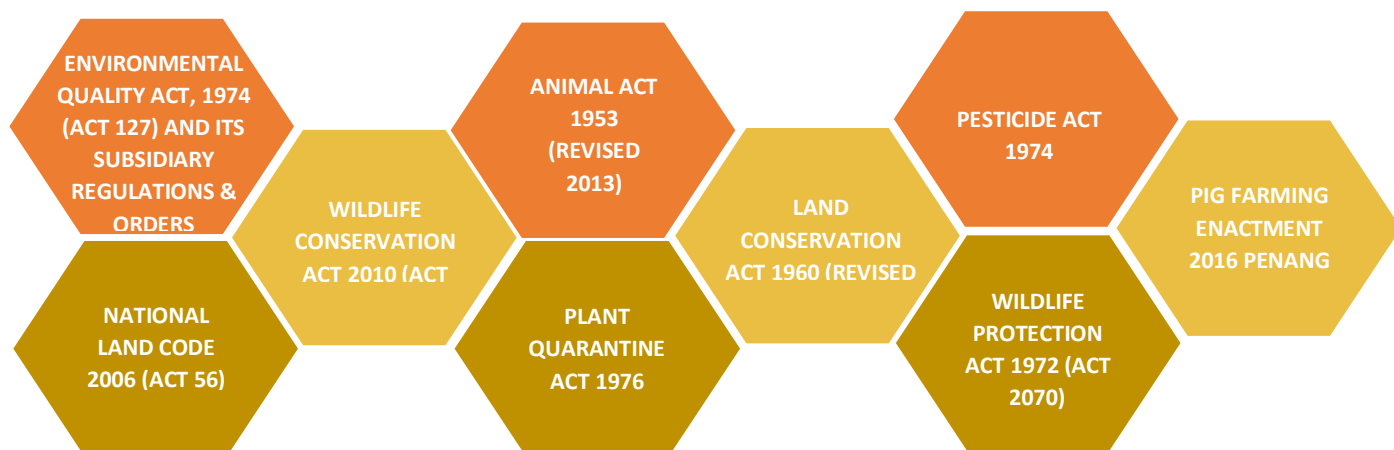 ENVIRONMENTAL
QUALITY ACT, 1974
(ACT 127) AND ITS
SUBSIDIARY
REGULATIONS &
ORDERS
WILDLIFE
CONSERVATION
ACT 2010 (ACT
ANIMAL ACT
1953
(REVISED
2013)
LAND
CONSERVATION
ACT 1960 (REVISED
PESTICIDE ACT
1974
PIG FARMING
ENACTMENT
2016 PENANG
NATIONAL
LAND CODE
2006 (ACT 56)
PLANT
QUARANTINE
ACT 1976
WILDLIFE
PROTECTION
ACT 1972 (ACT
2070)